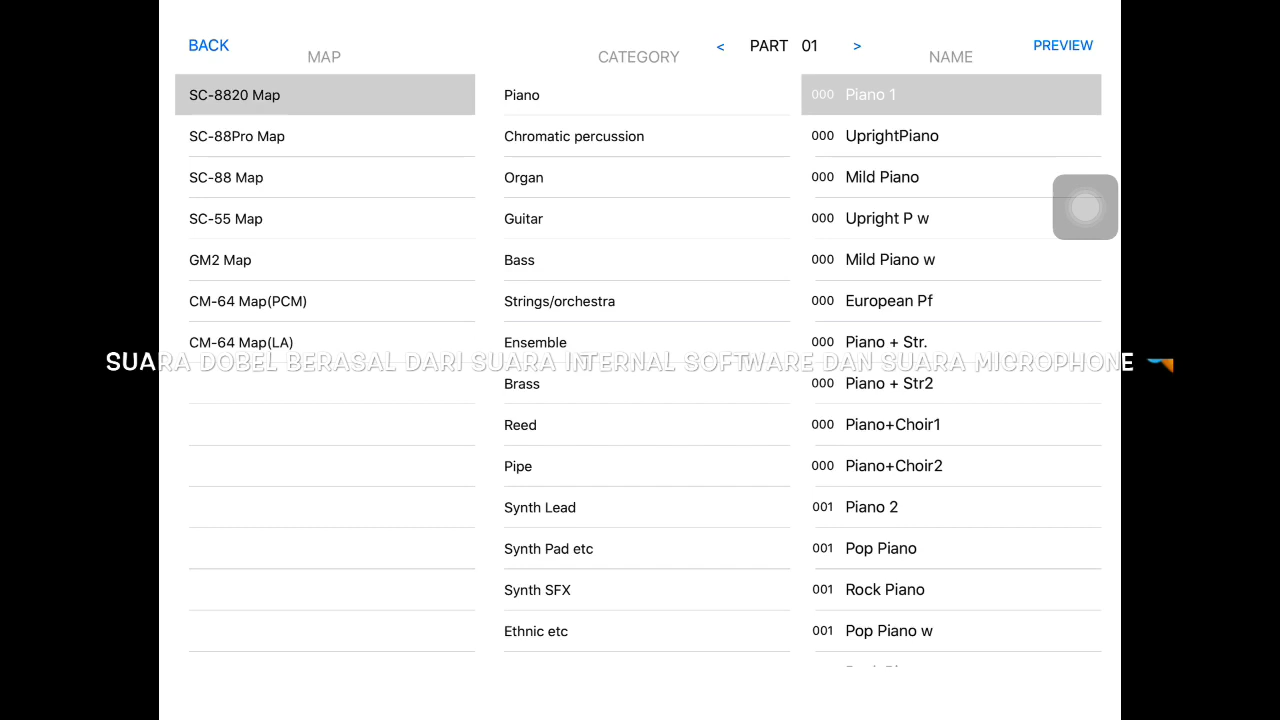 BACK
MAP
CATEGORY
< PART 01 >
NAME
PREVIEW
SC-8820 Map
SC-88Pro Map
SC-88 Map
SC-55 Map
GM2 Map
CM-64 Map(PCM)
CM-64 Map(LA)
Piano
Chromatic percussion
Organ
Guitar
Bass
Strings/orchestra
Ensemble
Brass
Reed
Pipe
Synth Lead
Synth Pad etc
Synth SFX
Ethnic etc
000 Piano 1
000 UprightPiano
000 Mild Piano
000 Upright P w
000 Mild Piano w
000 European Pf
000 Piano + Str.
000 Piano + Str2
000 Piano+Choir1
000 Piano+Choir2
001 Piano 2
001 Pop Piano
001 Rock Piano
001 Pop Piano w
SUARA DOBEL BERASAL DARI SUARA INTERNAL SOFTWARE DAN SUARA MICROPHONE